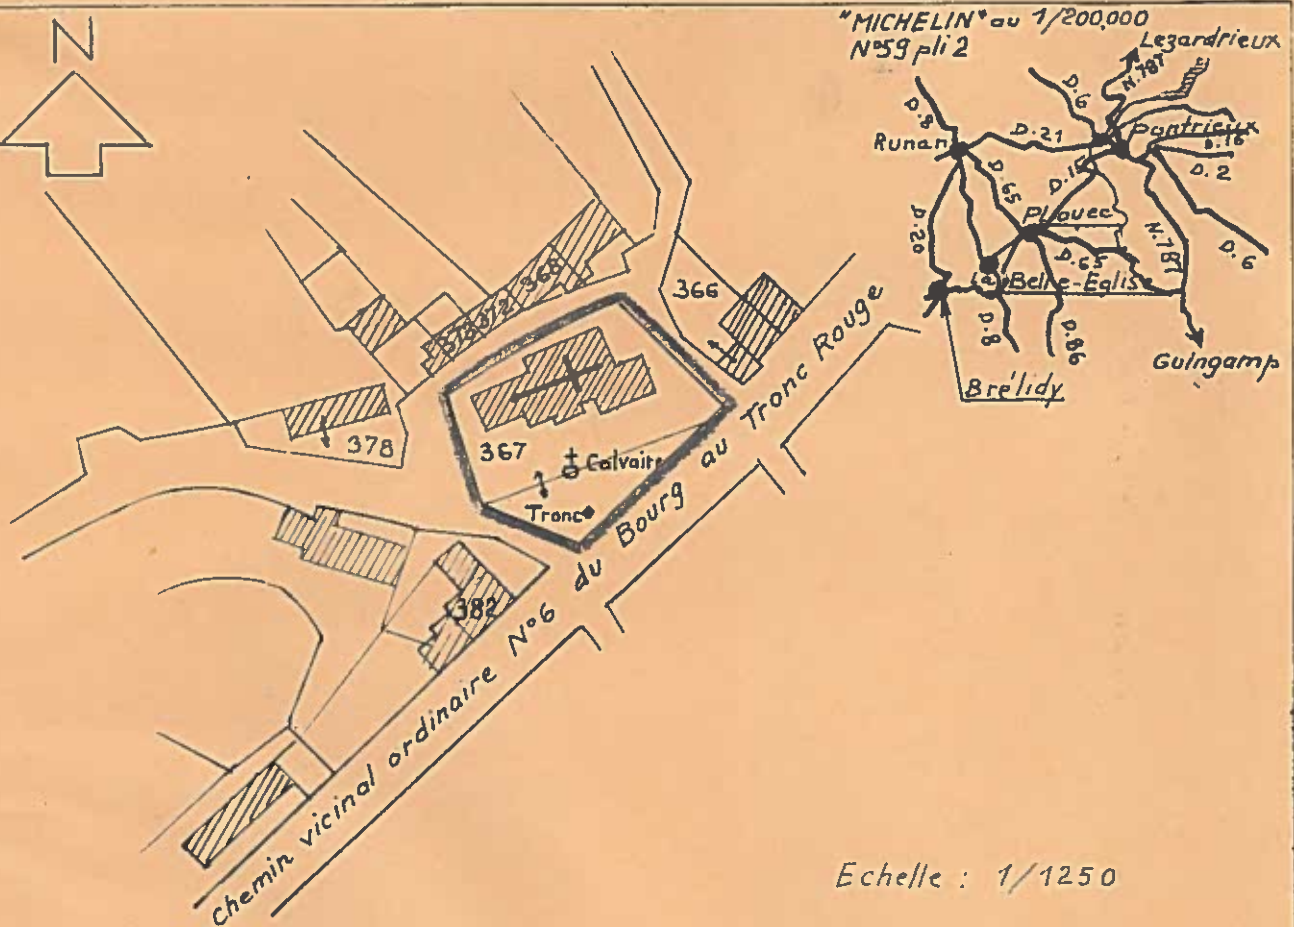 N
"MICHELIN" au 1/200,000
N°59 pli 2
Lezardrieux
N.787
D.6
D.8
Runan
D.21
Pontrieux
D.16
D.2
D.15
D.65
D.20
PLouec
N.787
D.6
D.65
La Belle-Eglise
D.8
D.86
Guingamp
Brélidy
368
372
373
366
378
367
Calvaire
Tronc
382
Chemin vicinal ordinaire N°6 du Bourg au Tronc Rouge
Echelle : 1/1250